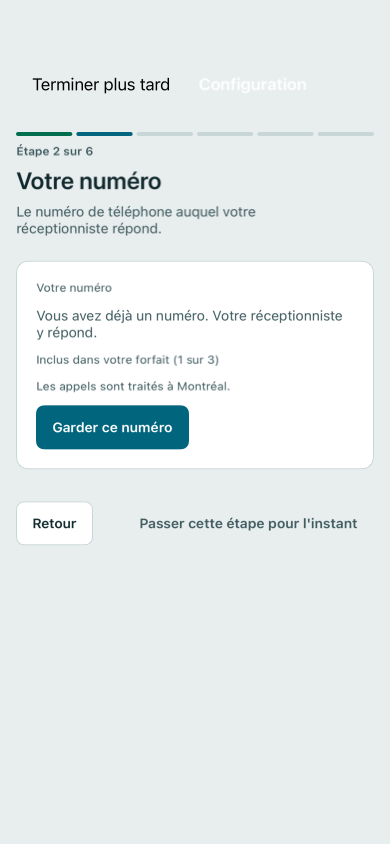 Terminer plus tard
Configuration
Étape 2 sur 6
Votre numéro
Le numéro de téléphone auquel votre
réceptionniste répond.
Votre numéro
Vous avez déjà un numéro. Votre réceptionniste
y répond.
Inclus dans votre forfait (1 sur 3)
Les appels sont traités à Montréal.
Garder ce numéro
Retour
Passer cette étape pour l'instant